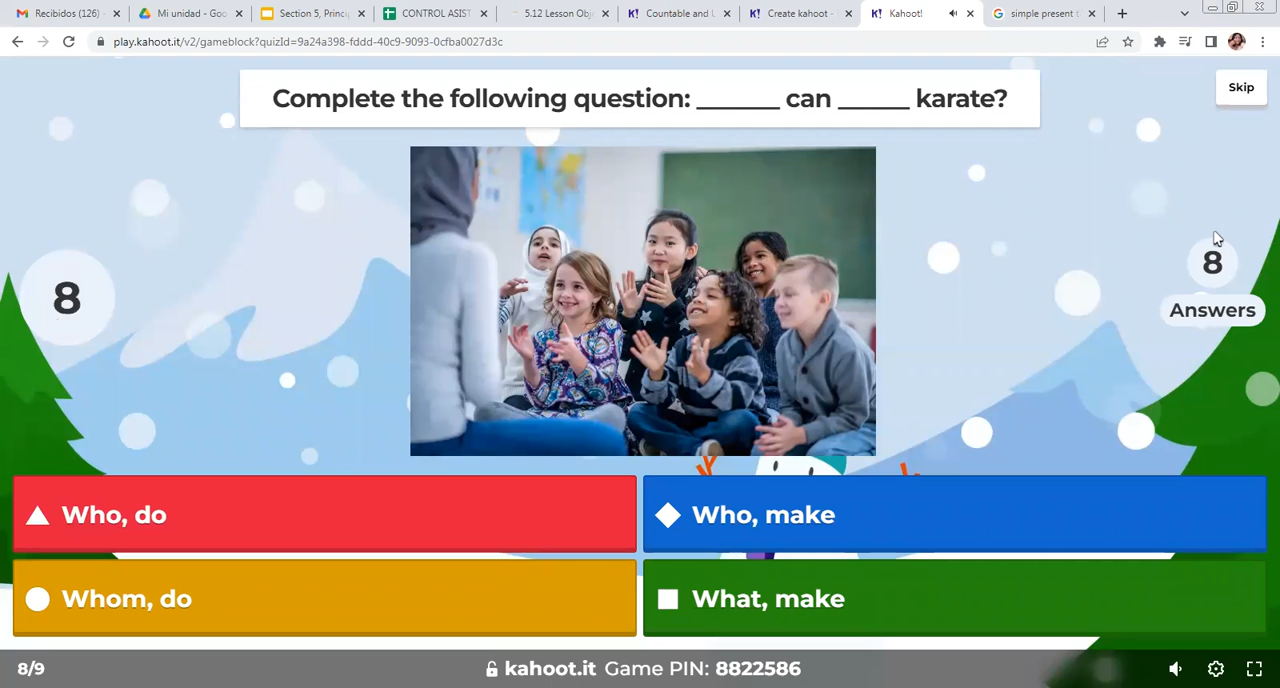 Recibidos (126) -
Mi unidad - Goo
Section 5, Princi
CONTROL ASIST
5.12 Lesson Obj
Countable and U
Create kahoot -
Kahoot!
simple present t
play.kahoot.it/v2/gameblock?quizId=9a24a398-fddd-40c9-9093-0cfba0027d3c
Complete the following question: _______ can ______ karate?
Skip
8
8
Answers
Who, do
Who, make
Whom, do
What, make
8/9
kahoot.it Game PIN: 8822586